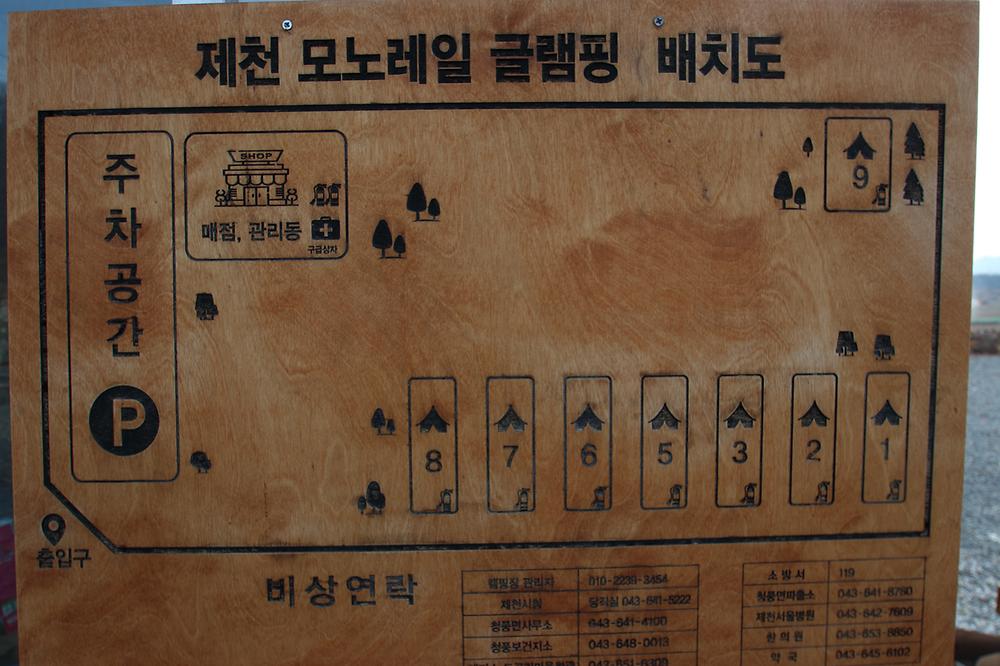 제천 모노레일 글램핑 배치도
주차공간
P
SHOP
매점, 관리동
구급상자
9
8
7
6
5
3
2
1
출입구
비상연락
캠핑장 관리자 010-2239-3454
제천시청 당직실 043-641-5222
청풍면사무소 043-641-4100
청풍보건지소 043-648-0013
소방서 119
청풍면파출소 043-641-8760
제천서울병원 043-642-7609
한의원 043-653-8850
약국 043-645-6102